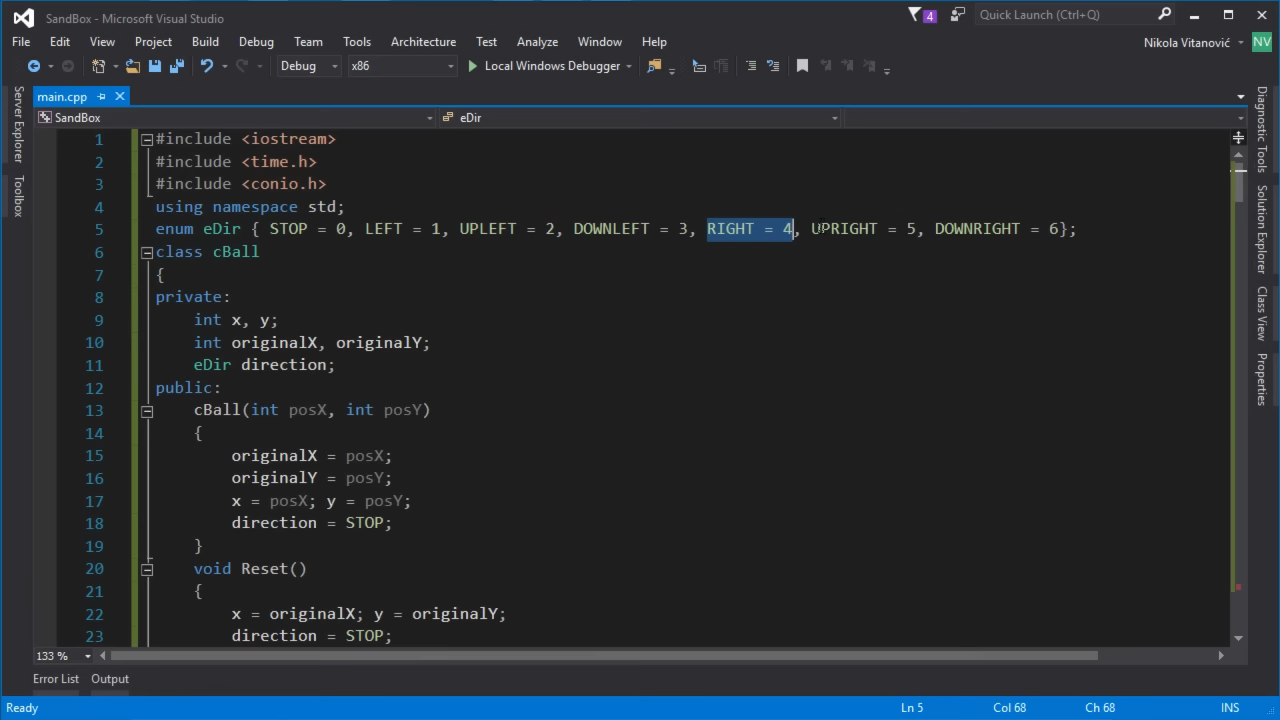 SandBox - Microsoft Visual Studio
4
Quick Launch (Ctrl+Q)
File Edit View Project Build Debug Team Tools Architecture Test Analyze Window Help
Nikola Vitanović NV
Debug x86 Local Windows Debugger
main.cpp
SandBox eDir
Server Explorer
Toolbox
Diagnostic Tools
Solution Explorer
Class View
Properties
1 #include <iostream>
2 #include <time.h>
3 #include <conio.h>
4 using namespace std;
5 enum eDir { STOP = 0, LEFT = 1, UPLEFT = 2, DOWNLEFT = 3, RIGHT = 4, UPRIGHT = 5, DOWNRIGHT = 6};
6 class cBall
7 {
8 private:
9 int x, y;
10 int originalX, originalY;
11 eDir direction;
12 public:
13 cBall(int posX, int posY)
14 {
15 originalX = posX;
16 originalY = posY;
17 x = posX; y = posY;
18 direction = STOP;
19 }
20 void Reset()
21 {
22 x = originalX; y = originalY;
23 direction = STOP;
133 %
Error List Output
Ready Ln 5 Col 68 Ch 68 INS